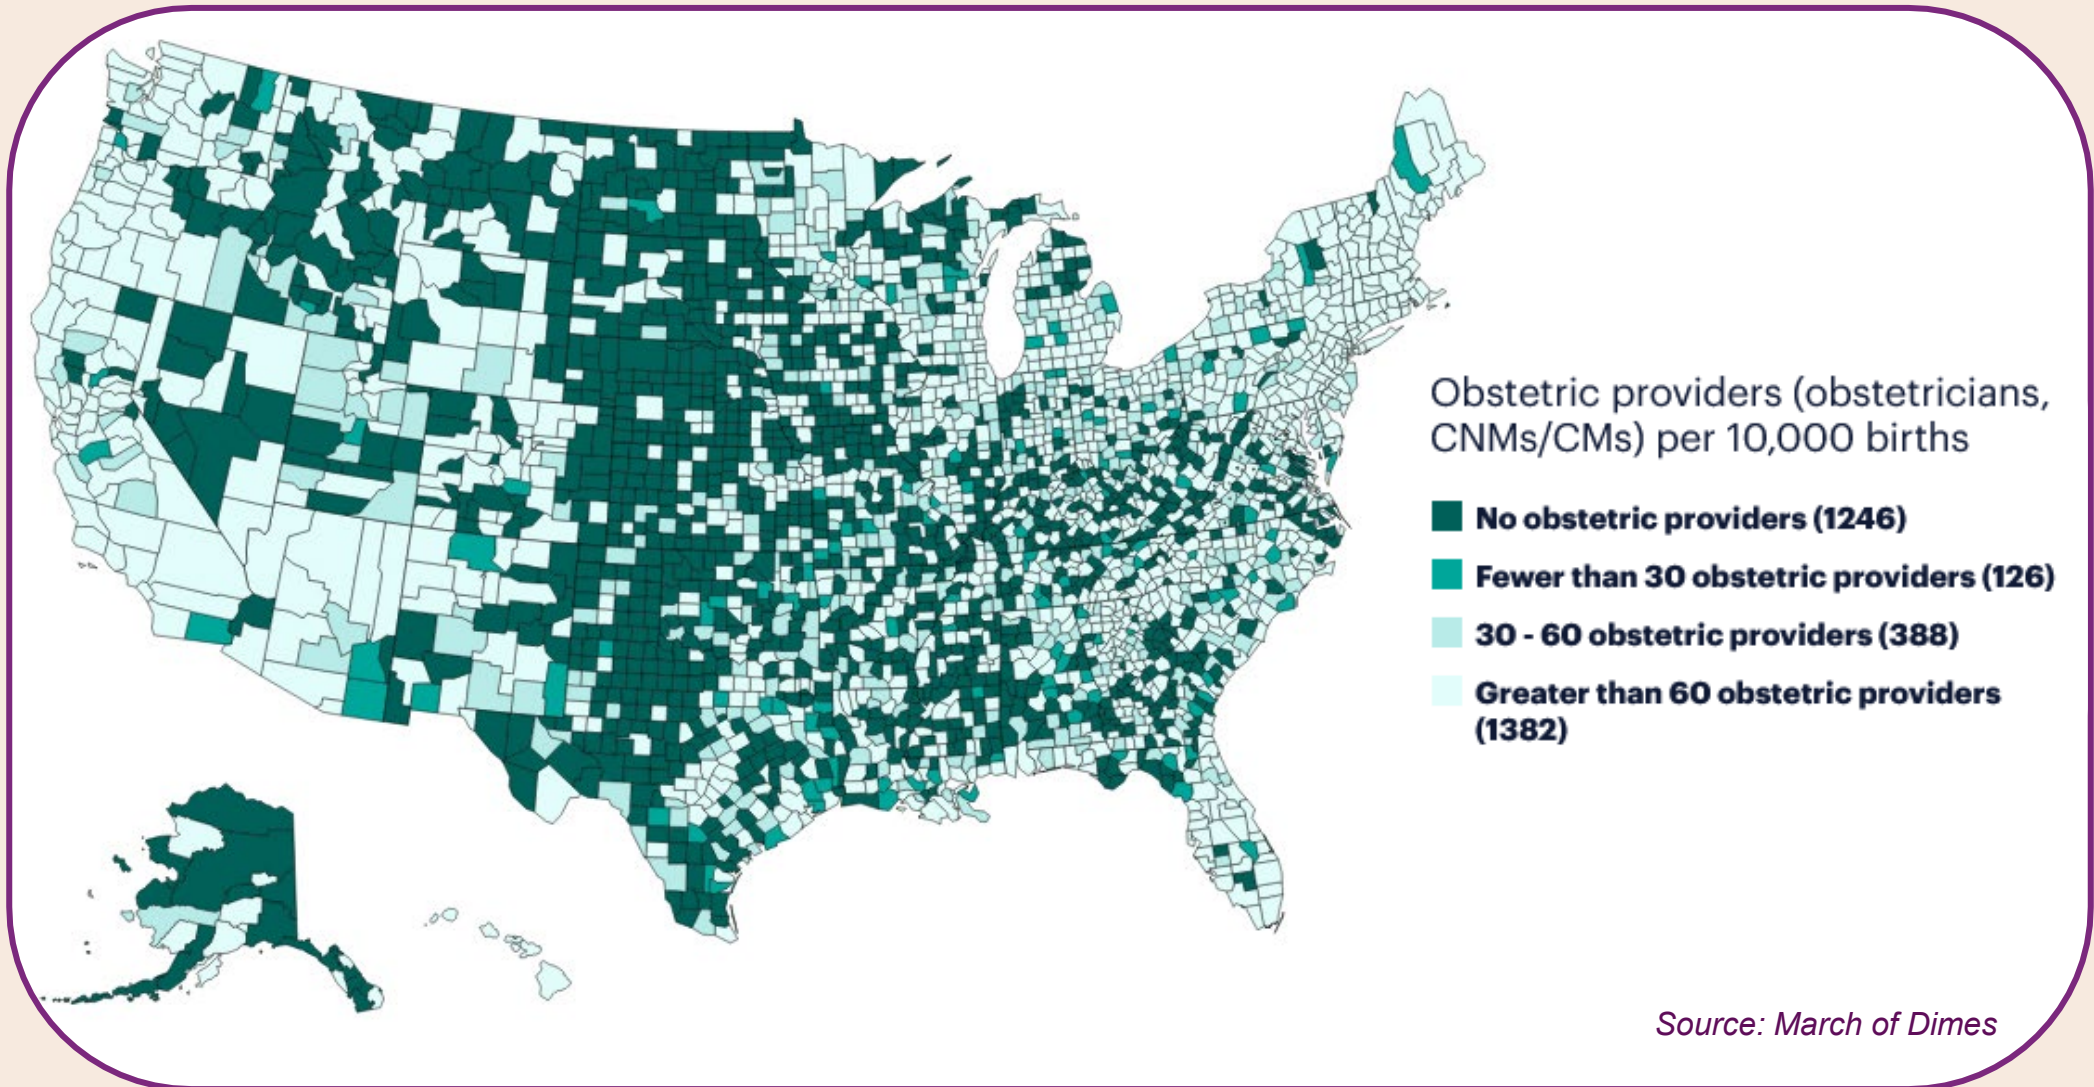 Obstetric providers (obstetricians,
CNMs/CMs) per 10,000 births
No obstetric providers (1246)
Fewer than 30 obstetric providers (126)
30 - 60 obstetric providers (388)
Greater than 60 obstetric providers
(1382)
Source: March of Dimes